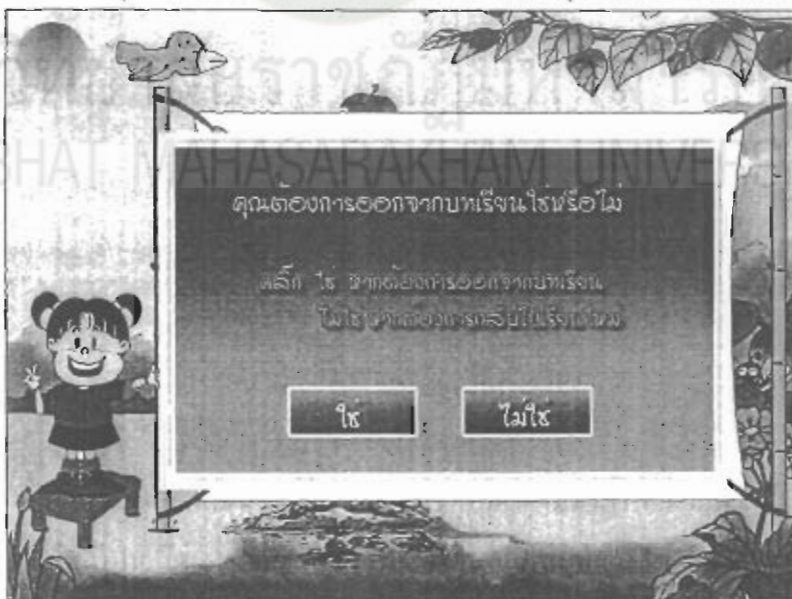 คุณต้องการออกจากบทเรียนใช่หรือไม่
คลิ๊ก ใช่ หากต้องการออกจากบทเรียน
ไม่ใช่ หากต้องการกลับไปเรียน
ใช่
ไม่ใช่
MAHASARAKHAM